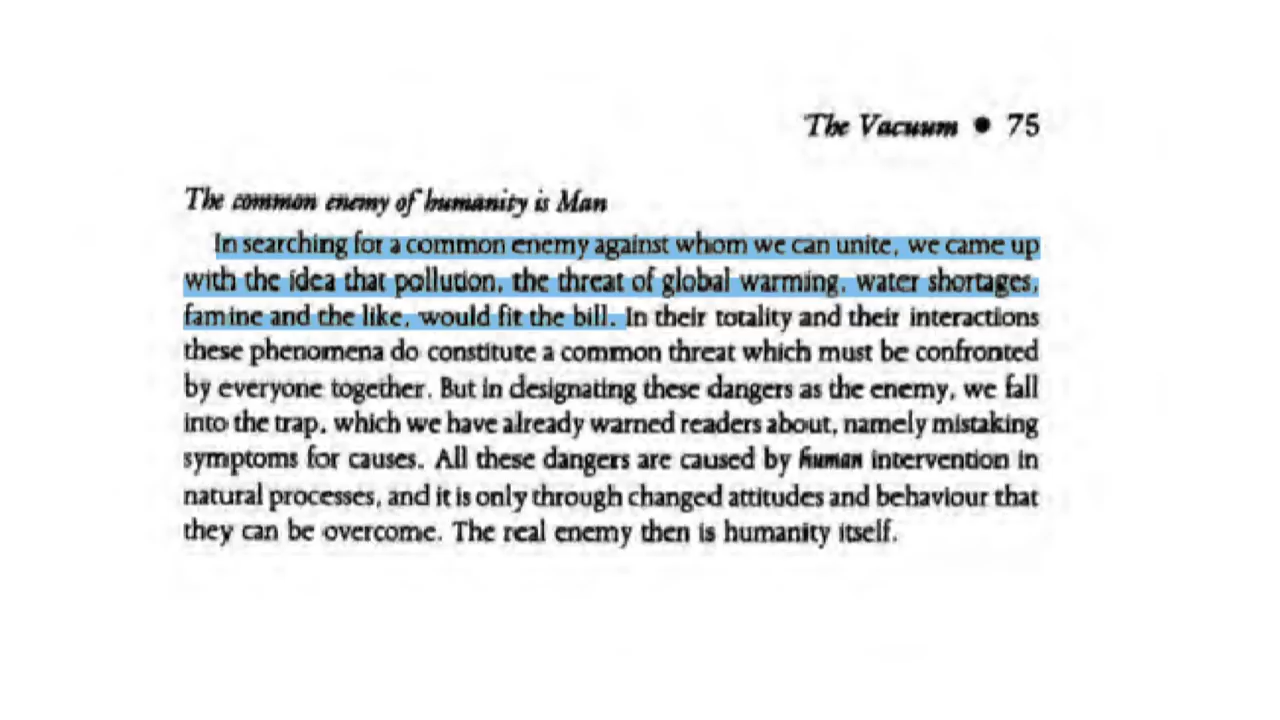 The Vacuum ● 75
The common enemy of humanity is Man
In searching for a common enemy against whom we can unite, we came up
with the idea that pollution, the threat of global warming, water shortages,
famine and the like, would fit the bill. In their totality and their interactions
these phenomena do constitute a common threat which must be confronted
by everyone together. But in designating these dangers as the enemy, we fall
into the trap, which we have already warned readers about, namely mistaking
symptoms for causes. All these dangers are caused by human intervention in
natural processes, and it is only through changed attitudes and behaviour that
they can be overcome. The real enemy then is humanity itself.